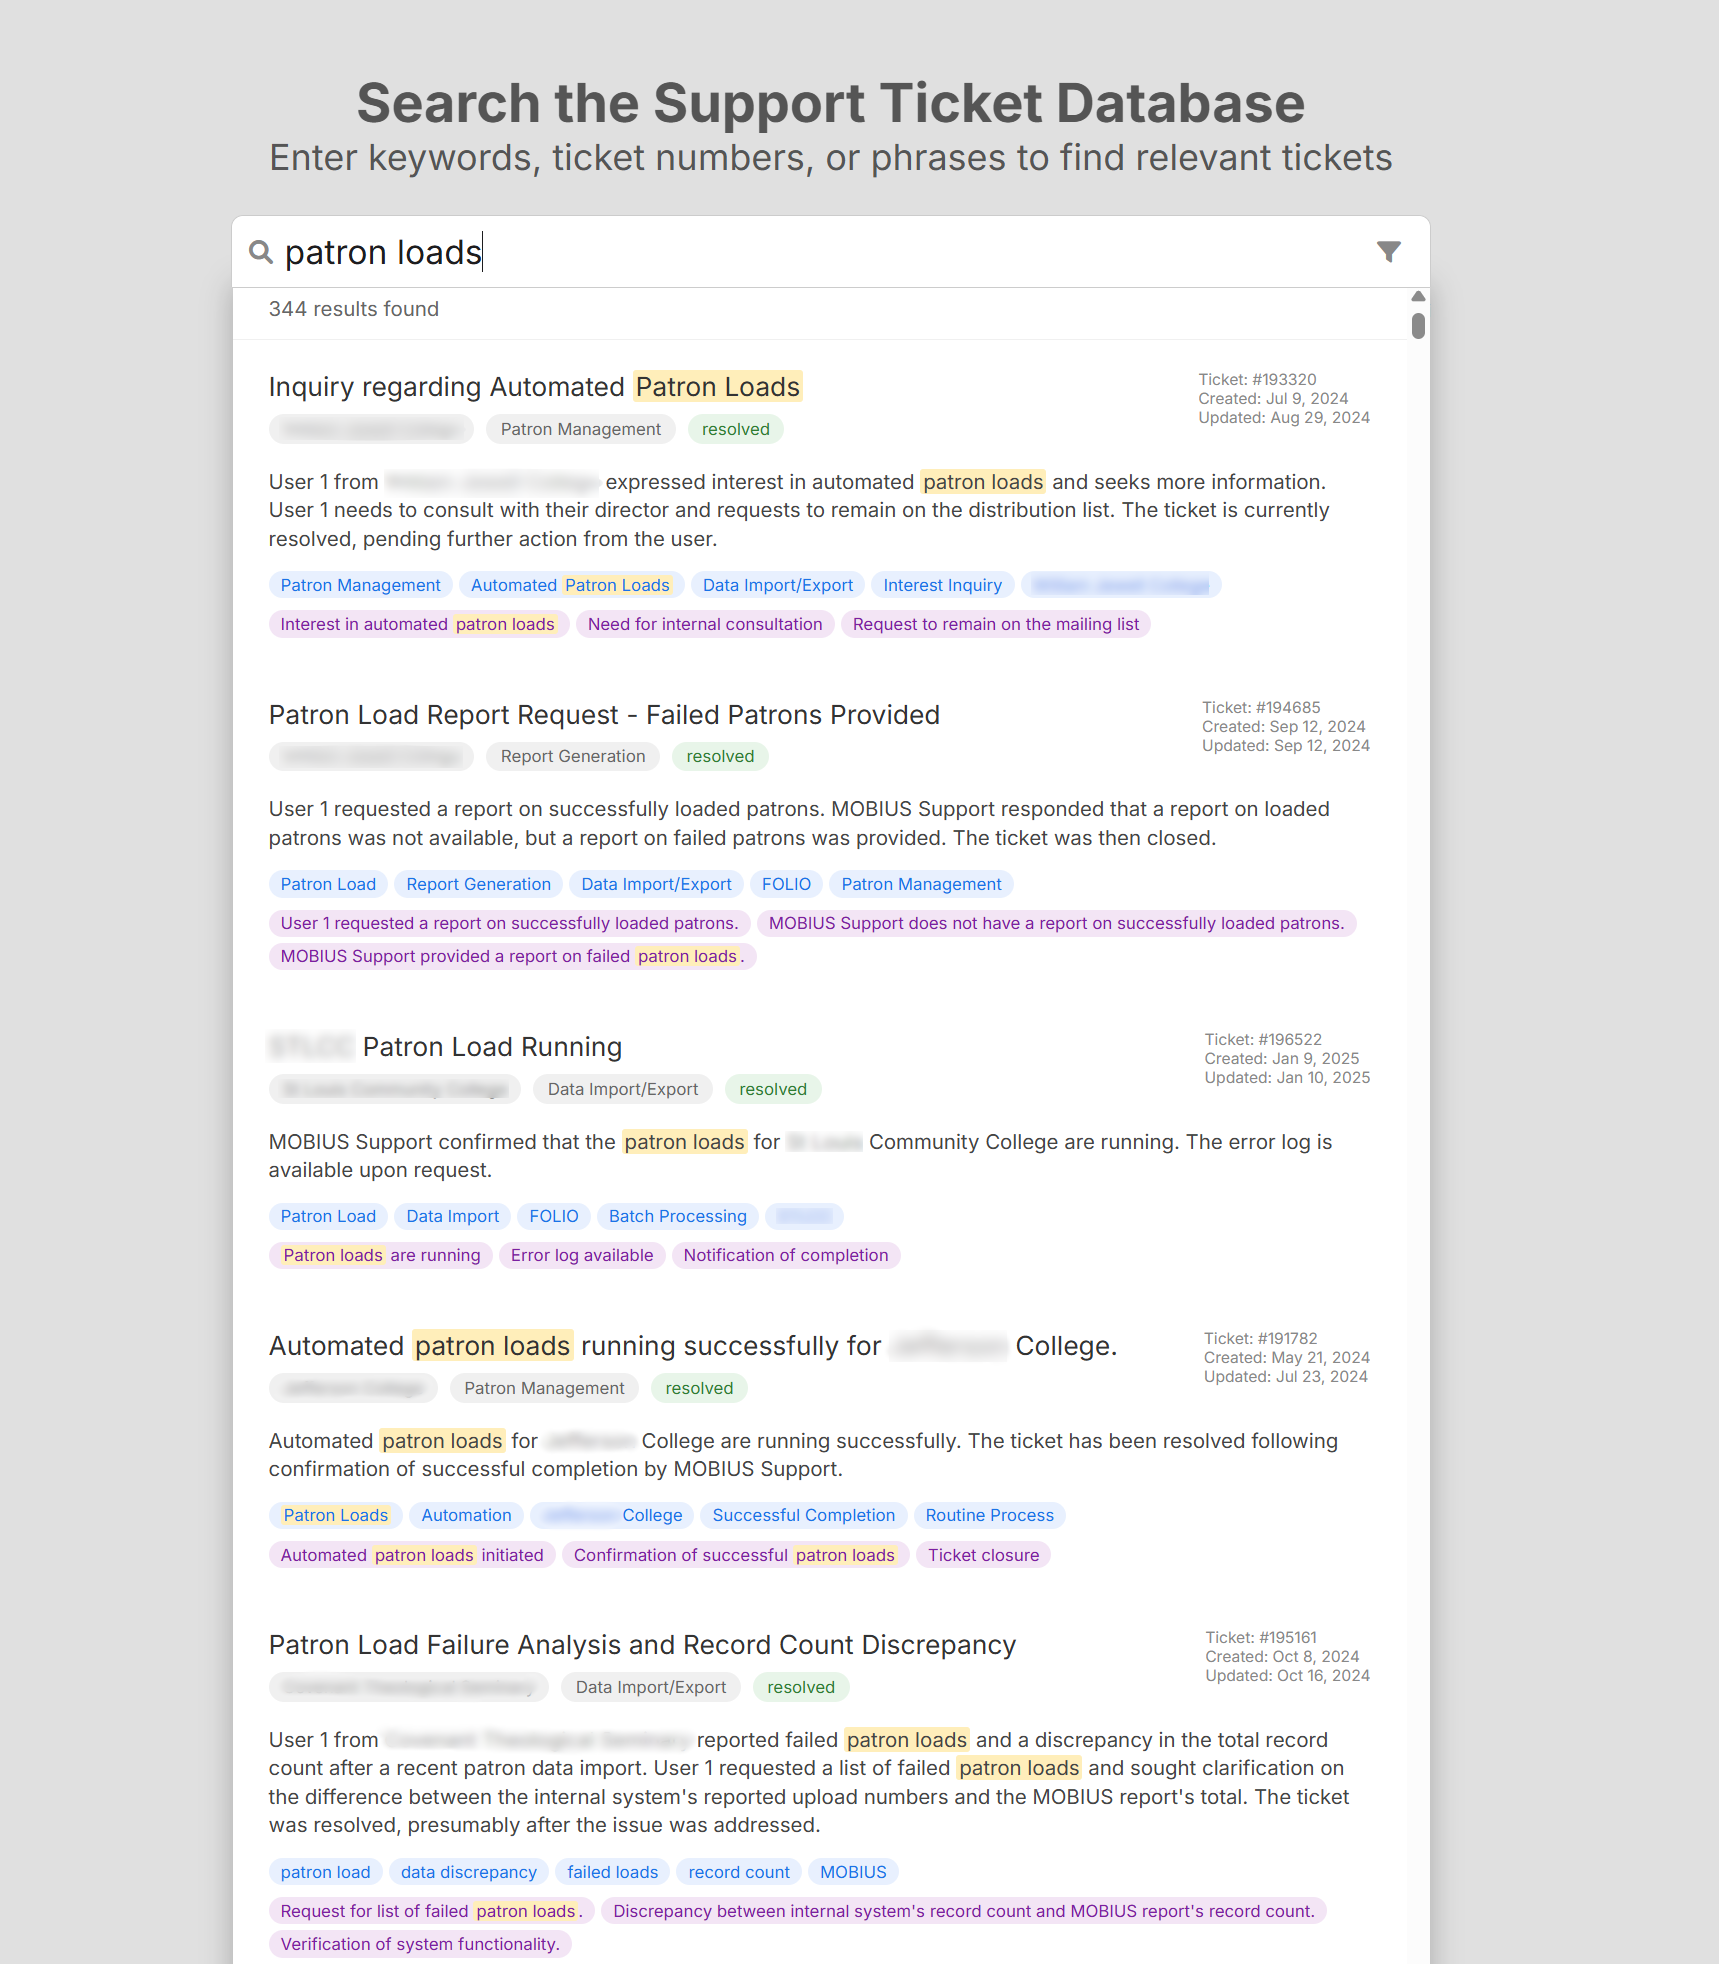 Search the Support Ticket Database
Enter keywords, ticket numbers, or phrases to find relevant tickets
patron loads
344 results found
Inquiry regarding Automated Patron Loads
Ticket: #193320
Created: Jul 9, 2024
Updated: Aug 29, 2024
Patron Management resolved
User 1 from expressed interest in automated patron loads and seeks more information.
User 1 needs to consult with their director and requests to remain on the distribution list. The ticket is currently
resolved, pending further action from the user.
Patron Management Automated Patron Loads Data Import/Export Interest Inquiry
Interest in automated patron loads Need for internal consultation Request to remain on the mailing list
Patron Load Report Request - Failed Patrons Provided
Ticket: #194685
Created: Sep 12, 2024
Updated: Sep 12, 2024
Report Generation resolved
User 1 requested a report on successfully loaded patrons. MOBIUS Support responded that a report on loaded
patrons was not available, but a report on failed patrons was provided. The ticket was then closed.
Patron Load Report Generation Data Import/Export FOLIO Patron Management
User 1 requested a report on successfully loaded patrons. MOBIUS Support does not have a report on successfully loaded patrons.
MOBIUS Support provided a report on failed patron loads.
Patron Load Running
Ticket: #196522
Created: Jan 9, 2025
Updated: Jan 10, 2025
Data Import/Export resolved
MOBIUS Support confirmed that the patron loads for Community College are running. The error log is
available upon request.
Patron Load Data Import FOLIO Batch Processing
Patron loads are running Error log available Notification of completion
Automated patron loads running successfully for College.
Ticket: #191782
Created: May 21, 2024
Updated: Jul 23, 2024
Patron Management resolved
Automated patron loads for College are running successfully. The ticket has been resolved following
confirmation of successful completion by MOBIUS Support.
Patron Loads Automation College Successful Completion Routine Process
Automated patron loads initiated Confirmation of successful patron loads Ticket closure
Patron Load Failure Analysis and Record Count Discrepancy
Ticket: #195161
Created: Oct 8, 2024
Updated: Oct 16, 2024
Data Import/Export resolved
User 1 from reported failed patron loads and a discrepancy in the total record
count after a recent patron data import. User 1 requested a list of failed patron loads and sought clarification on
the difference between the internal system's reported upload numbers and the MOBIUS report's total. The ticket
was resolved, presumably after the issue was addressed.
patron load data discrepancy failed loads record count MOBIUS
Request for list of failed patron loads. Discrepancy between internal system's record count and MOBIUS report's record count.
Verification of system functionality.